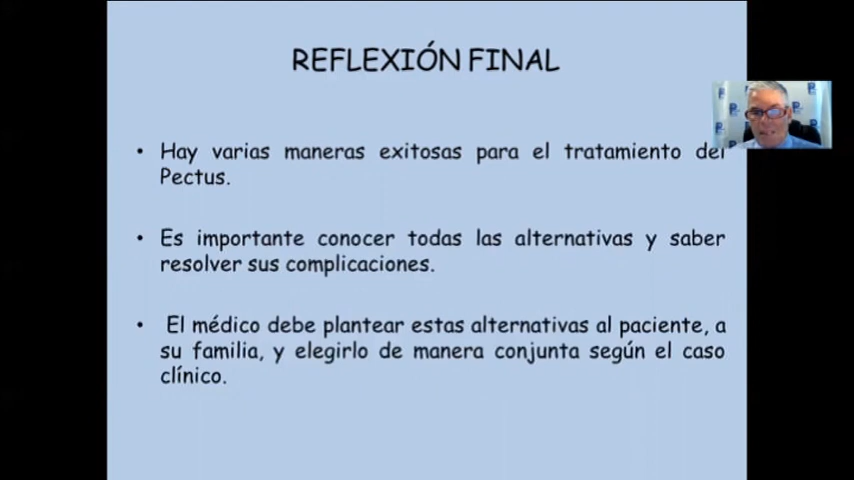 REFLEXIÓN FINAL
• Hay varias maneras exitosas para el tratamiento del
Pectus.
• Es importante conocer todas las alternativas y saber
resolver sus complicaciones.
• El médico debe plantear estas alternativas al paciente, a
su familia, y elegirlo de manera conjunta según el caso
clínico.